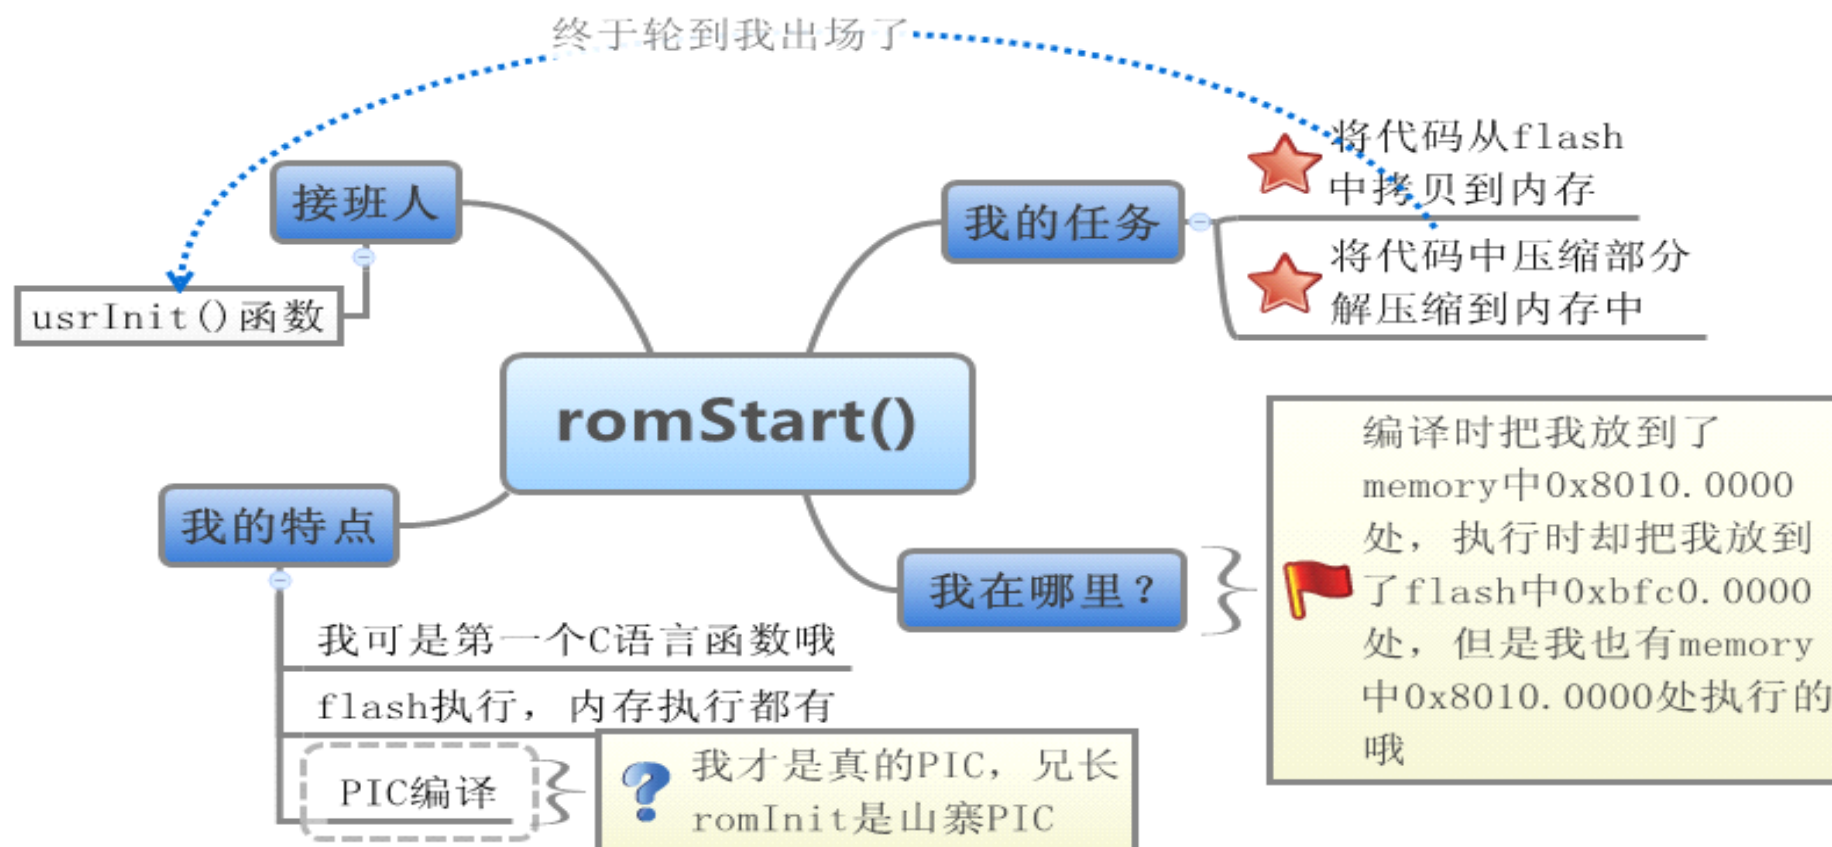 终于轮到我出场了
接班人
usrInit()函数
我的任务
将代码从flash
中拷贝到内存
将代码中压缩部分
解压缩到内存中
romStart()
我的特点
我可是第一个C语言函数哦
flash执行，内存执行都有
PIC编译
我才是真的PIC，兄长
romInit是山寨PIC
我在哪里？
编译时把我放到了
memory中0x8010.0000
处，执行时却把我放到
了flash中0xbfc0.0000
处，但是我也有memory
中0x8010.0000处执行的
哦